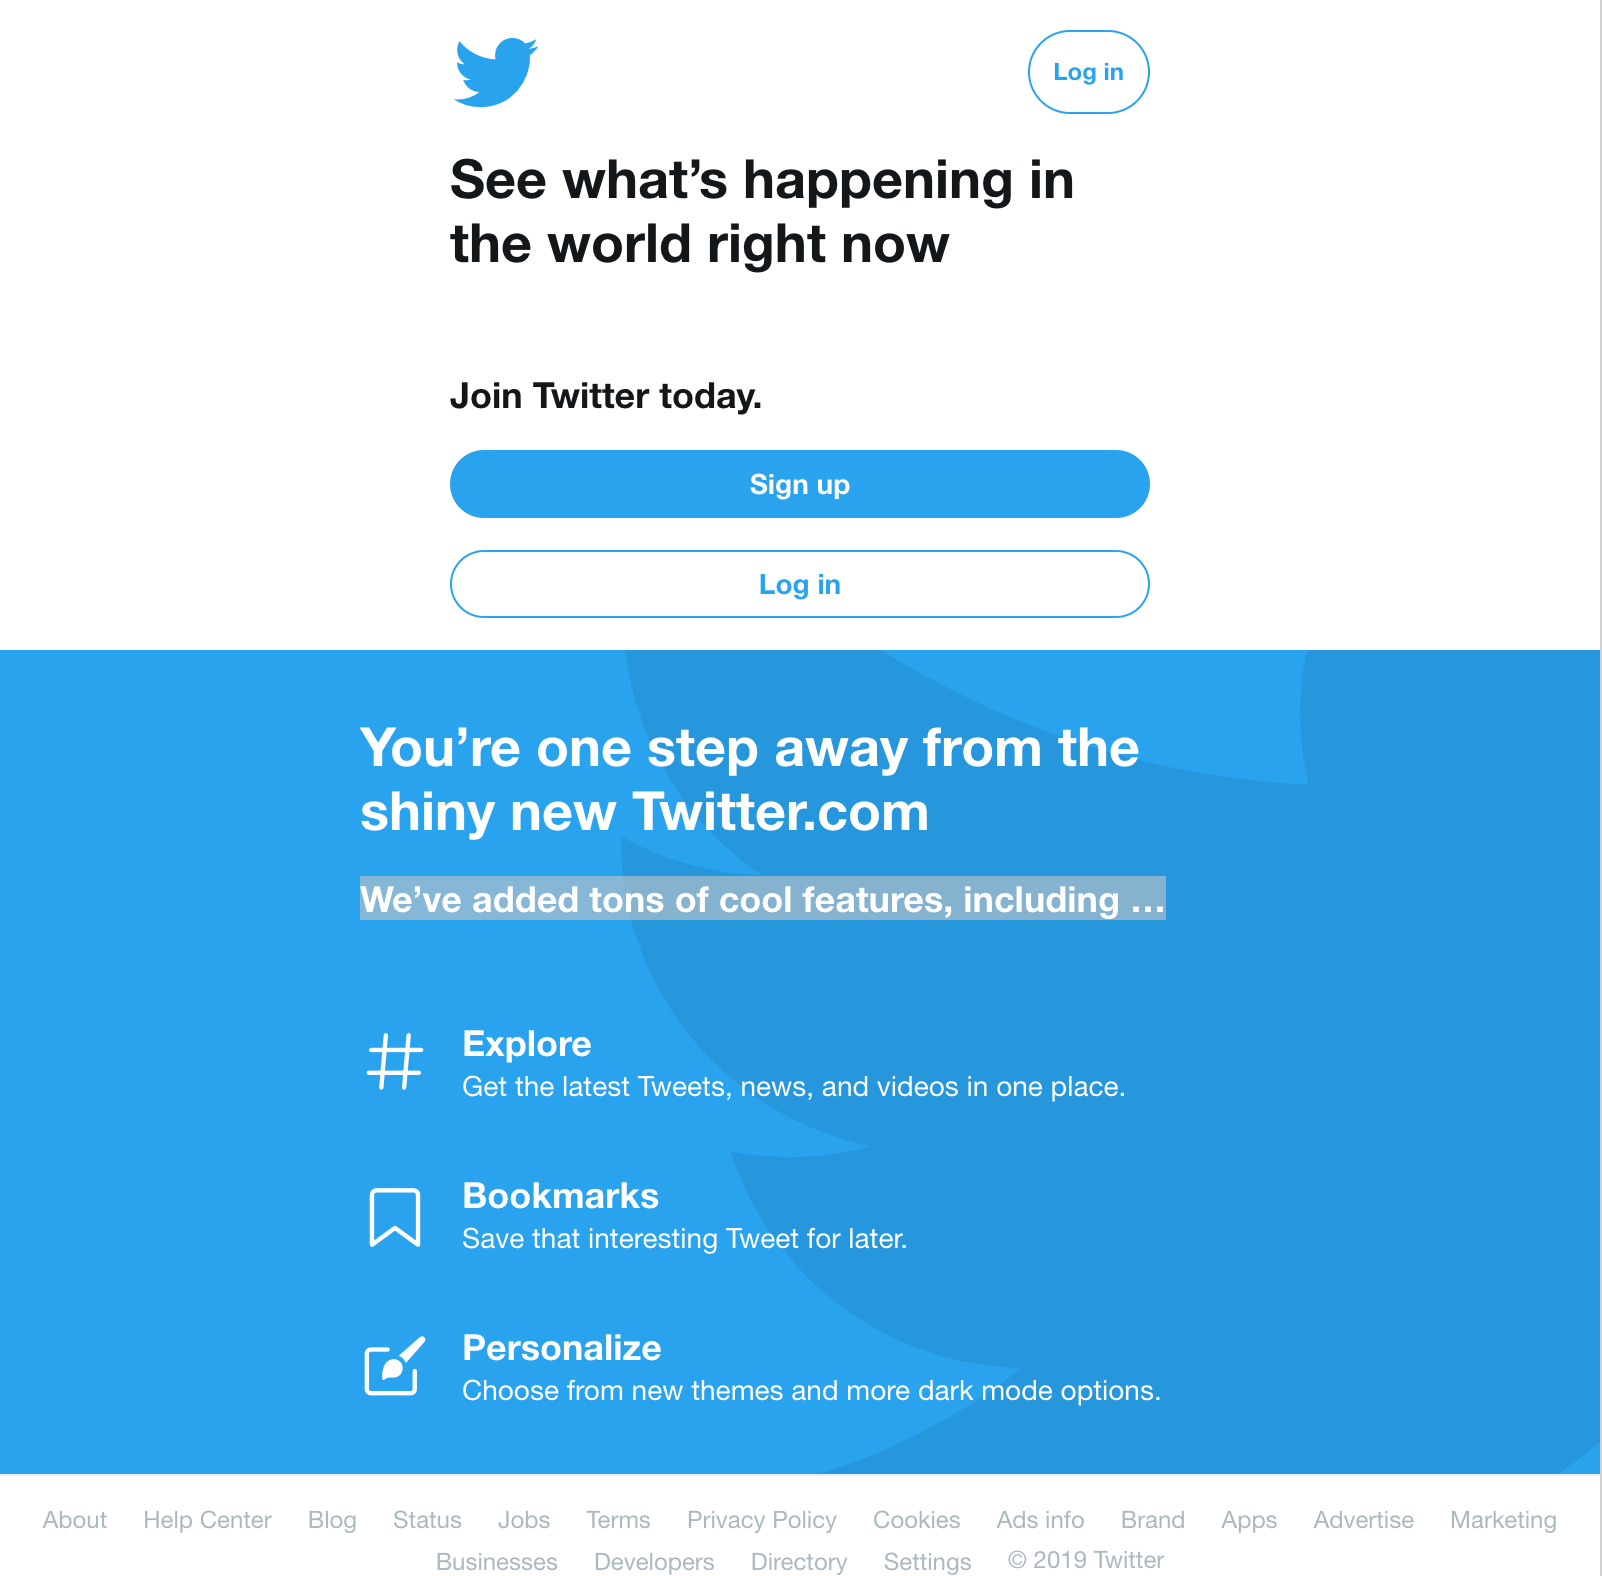 Log in
See what’s happening in
the world right now
Join Twitter today.
Sign up
Log in
You’re one step away from the
shiny new Twitter.com
We’ve added tons of cool features, including …
Explore
Get the latest Tweets, news, and videos in one place.
Bookmarks
Save that interesting Tweet for later.
Personalize
Choose from new themes and more dark mode options.
About Help Center Blog Status Jobs Terms Privacy Policy Cookies Ads info Brand Apps Advertise Marketing
Businesses Developers Directory Settings © 2019 Twitter